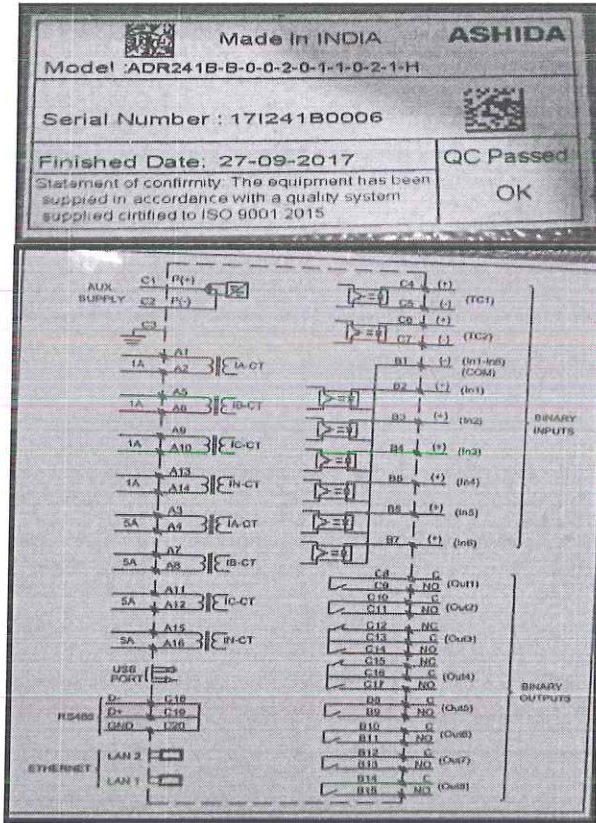 Made in INDIA ASHIDA
Model :ADR241B-B-0-0-2-0-1-1-0-2-1-H
Serial Number : 17I241B0006
Finished Date: 27-09-2017 QC Passed
OK
Statement of confirmity: The equipment has been
supplied in accordance with a quality system
supplied cirtified to ISO 9001 2015
AUX. SUPPLY
C1 P(+)
C2 P(-)
C3
1A A1 A2 IA-CT
1A A5 A6 IB-CT
1A A9 A10 IC-CT
1A A13 A14 IN-CT
5A A3 A4 IA-CT
5A A7 A8 IB-CT
5A A11 A12 IC-CT
5A A15 A16 IN-CT
USB PORT
RS485
D- C18
D+ C19
GND C20
ETHERNET
LAN 2
LAN 1
C4 (+)
C5 (-) (TC1)
C6 (+)
C7 (-) (TC2)
B1 (-) (In1-In6)
(COM)
B2 (+) (In1)
B3 (+) (In2)
B4 (+) (In3)
B5 (+) (In4)
B6 (+) (In5)
B7 (+) (In6)
BINARY INPUTS
C8 C
C9 NO (Out1)
C10 C
C11 NO (Out2)
C12 NC
C13 C (Out3)
C14 NO
C15 NC
C16 C (Out4)
C17 NO
B8 C
B9 NO (Out5)
B10 C
B11 NO (Out6)
B12 C
B13 NO (Out7)
B14 C
B15 NO (Out8)
BINARY OUTPUTS